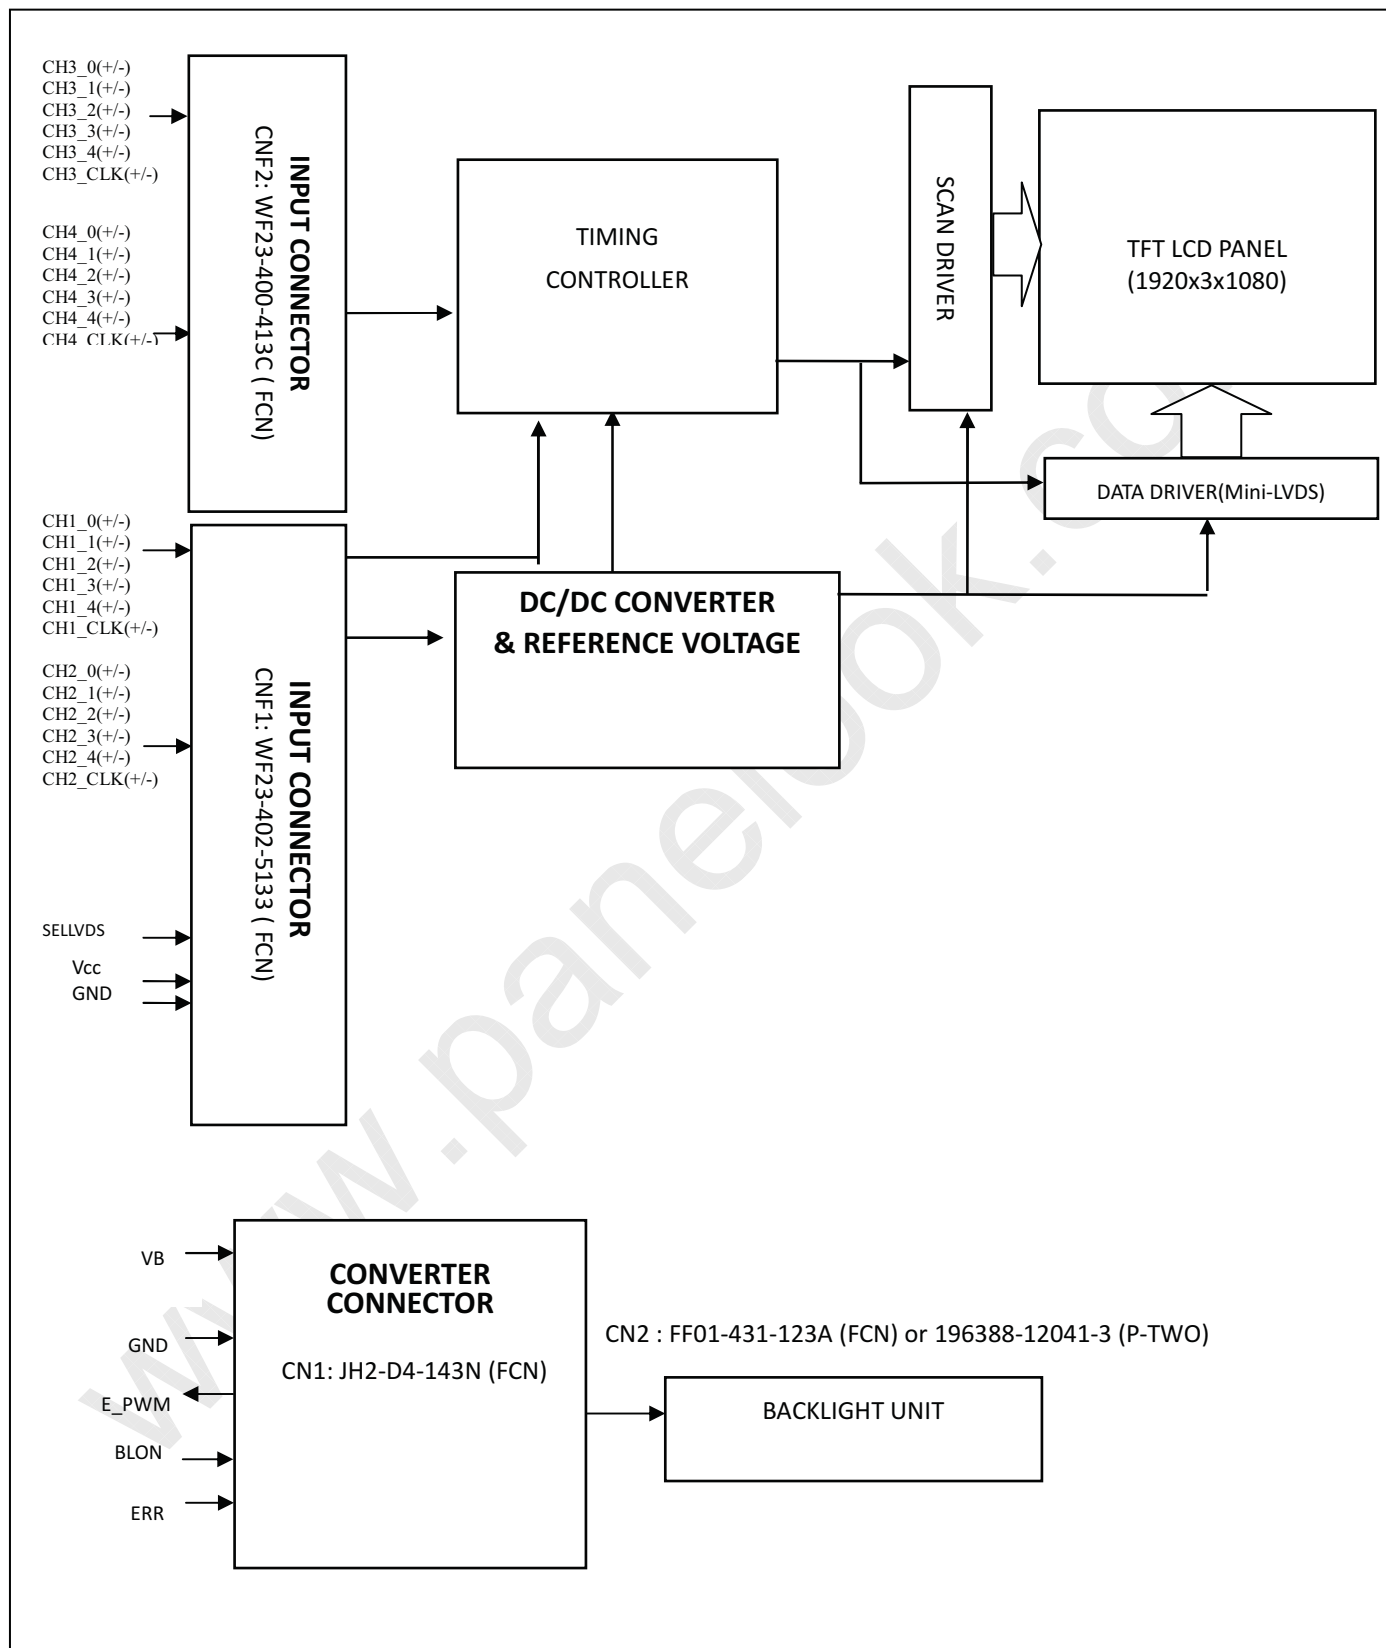 CH3_0(+/-)
CH3_1(+/-)
CH3_2(+/-)
CH3_3(+/-)
CH3_4(+/-)
CH3_CLK(+/-)
CH4_0(+/-)
CH4_1(+/-)
CH4_2(+/-)
CH4_3(+/-)
CH4_4(+/-)
CH4_CLK(+/-)
INPUT CONNECTOR
CNF2: WF23-400-413C ( FCN)
TIMING
CONTROLLER
SCAN DRIVER
TFT LCD PANEL
(1920x3x1080)
DATA DRIVER(Mini-LVDS)
CH1_0(+/-)
CH1_1(+/-)
CH1_2(+/-)
CH1_3(+/-)
CH1_4(+/-)
CH1_CLK(+/-)
CH2_0(+/-)
CH2_1(+/-)
CH2_2(+/-)
CH2_3(+/-)
CH2_4(+/-)
CH2_CLK(+/-)
SELLVDS
Vcc
GND
INPUT CONNECTOR
CNF1: WF23-402-5133 ( FCN)
DC/DC CONVERTER
& REFERENCE VOLTAGE
VB
GND
E_PWM
BLON
ERR
CONVERTER
CONNECTOR
CN1: JH2-D4-143N (FCN)
CN2 : FF01-431-123A (FCN) or 196388-12041-3 (P-TWO)
BACKLIGHT UNIT
www.panelook.co